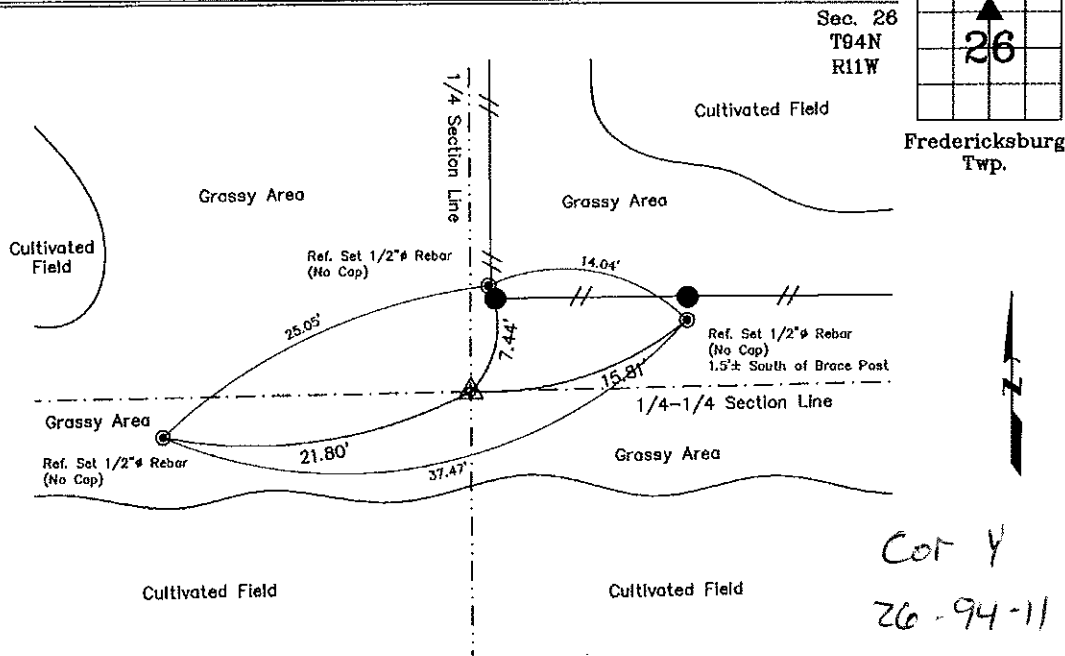 Sec. 26
T94N
R11W
26
Fredericksburg
Twp.
1/4 Section Line
Cultivated Field
Grassy Area
Grassy Area
Cultivated
Field
Ref. Set 1/2"ø Rebar
(No Cap)
14.04'
25.05'
7.44'
Ref. Set 1/2"ø Rebar
(No Cap)
1.5'± South of Brace Post
15.81'
1/4-1/4 Section Line
Grassy Area
21.80'
37.47'
Grassy Area
Ref. Set 1/2"ø Rebar
(No Cap)
N
Cultivated Field
Cultivated Field
Cor Y
26-94-11